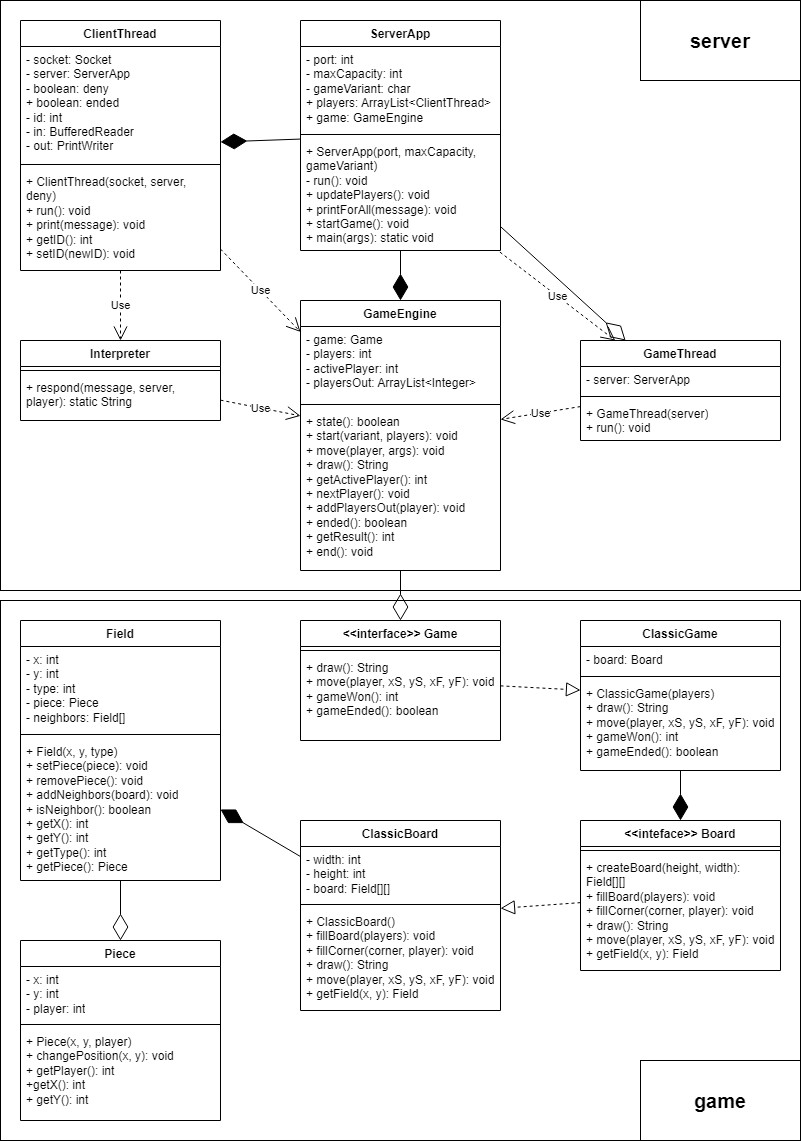 server
ClientThread
- socket: Socket
- server: ServerApp
- boolean: deny
+ boolean: ended
- id: int
- in: BufferedReader
- out: PrintWriter
+ ClientThread(socket, server,
deny)
+ run(): void
+ print(message): void
+ getID(): int
+ setID(newID): void
ServerApp
- port: int
- maxCapacity: int
- gameVariant: char
+ players: ArrayList<ClientThread>
+ game: GameEngine
+ ServerApp(port, maxCapacity,
gameVariant)
- run(): void
+ updatePlayers(): void
+ printForAll(message): void
+ startGame(): void
+ main(args): static void
Use
Use
Use
Interpreter
+ respond(message, server,
player): static String
Use
GameEngine
- game: Game
- players: int
- activePlayer: int
- playersOut: ArrayList<Integer>
+ state(): boolean
+ start(variant, players): void
+ move(player, args): void
+ draw(): String
+ getActivePlayer(): int
+ nextPlayer(): void
+ addPlayersOut(player): void
+ ended(): boolean
+ getResult(): int
+ end(): void
Use
GameThread
- server: ServerApp
+ GameThread(server)
+ run(): void
Field
- x: int
- y: int
- type: int
- piece: Piece
- neighbors: Field[]
+ Field(x, y, type)
+ setPiece(piece): void
+ removePiece(): void
+ addNeighbors(board): void
+ isNeighbor(): boolean
+ getX(): int
+ getY(): int
+ getType(): int
+ getPiece(): Piece
<<interface>> Game
+ draw(): String
+ move(player, xS, yS, xF, yF): void
+ gameWon(): int
+ gameEnded(): boolean
ClassicGame
- board: Board
+ ClassicGame(players)
+ draw(): String
+ move(player, xS, yS, xF, yF): void
+ gameWon(): int
+ gameEnded(): boolean
ClassicBoard
- width: int
- height: int
- board: Field[][]
+ ClassicBoard()
+ fillBoard(players): void
+ fillCorner(corner, player): void
+ draw(): String
+ move(player, xS, yS, xF, yF): void
+ getField(x, y): Field
<<inteface>> Board
+ createBoard(height, width):
Field[][]
+ fillBoard(players): void
+ fillCorner(corner, player): void
+ draw(): String
+ move(player, xS, yS, xF, yF): void
+ getField(x, y): Field
Piece
- x: int
- y: int
- player: int
+ Piece(x, y, player)
+ changePosition(x, y): void
+ getPlayer(): int
+getX(): int
+ getY(): int
game